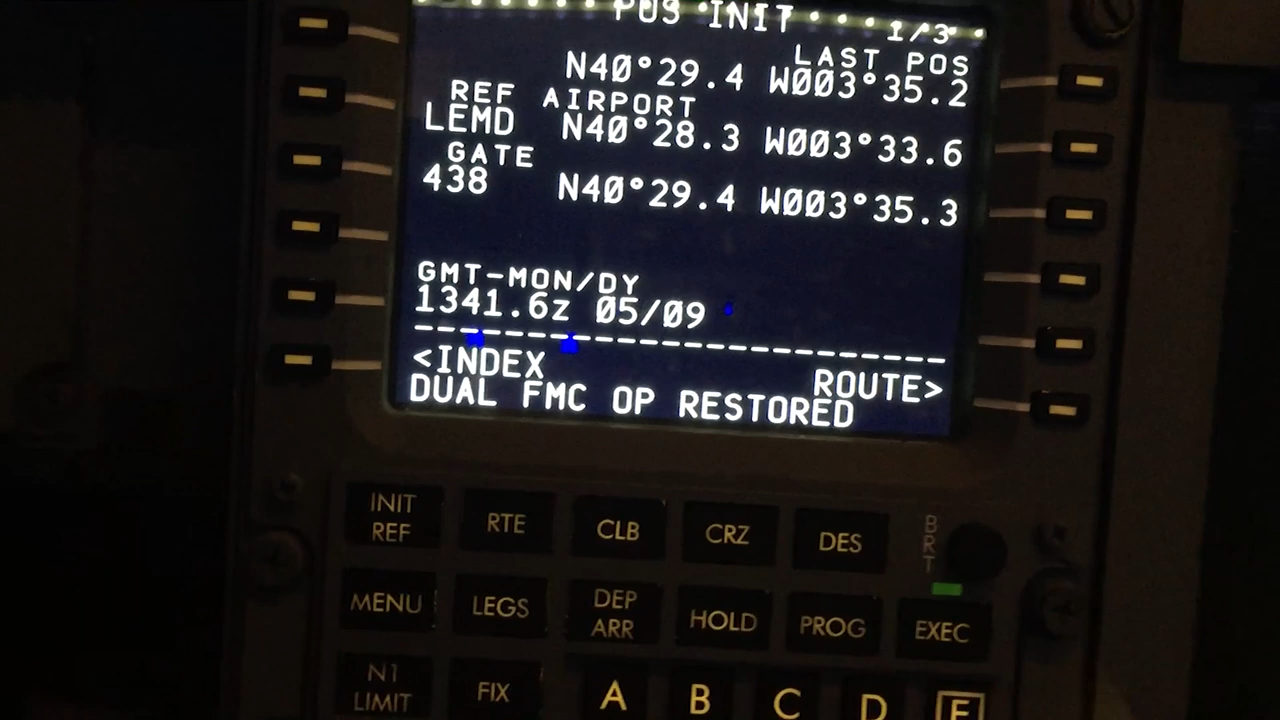 POS INIT 1/3
LAST POS
N40°29.4 W003°35.2
REF AIRPORT
LEMD N40°28.3 W003°33.6
GATE
438 N40°29.4 W003°35.3
GMT-MON/DY
1341.6z 05/09
<INDEX ROUTE>
DUAL FMC OP RESTORED
INIT REF RTE CLB CRZ DES BRT
MENU LEGS DEP ARR HOLD PROG EXEC
N1 LIMIT FIX A B C D E